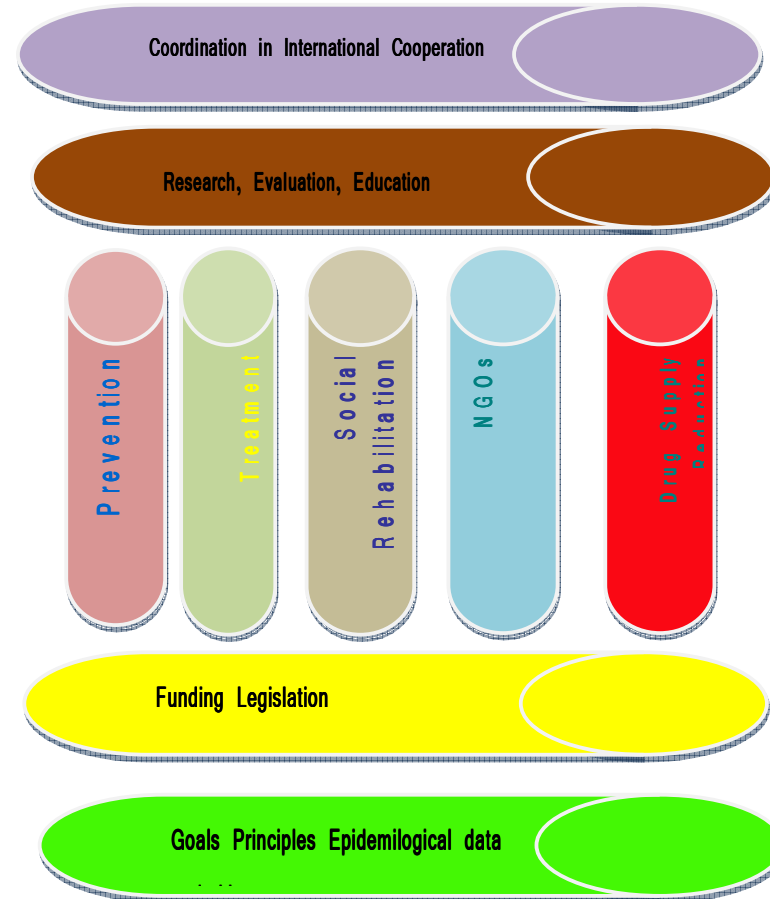 Coordination in International Cooperation
Research, Evaluation, Education
Prevention
Treatment
Social
Rehabilitation
NGOs
Drug Supply
Funding Legislation
Goals Principles Epidemilogical data